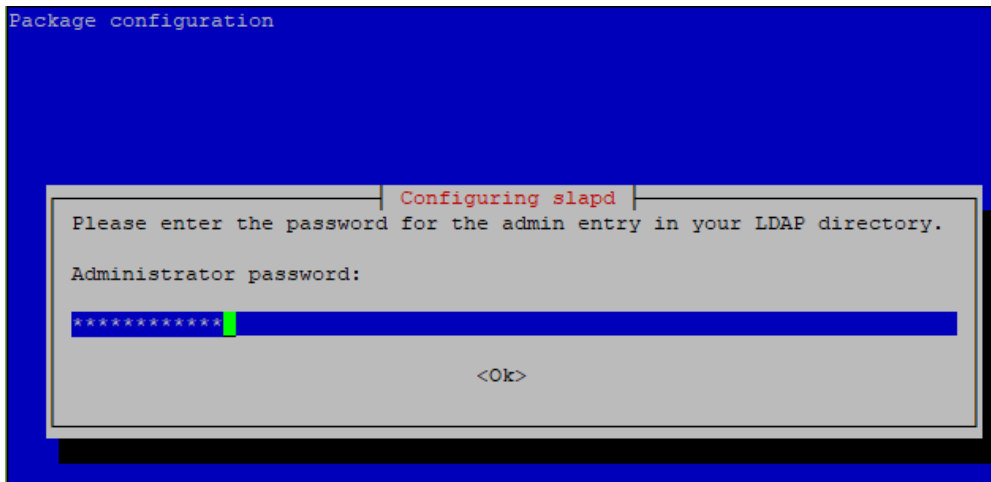 Package configuration
Configuring slapd
Please enter the password for the admin entry in your LDAP directory.
Administrator password:
************
<Ok>